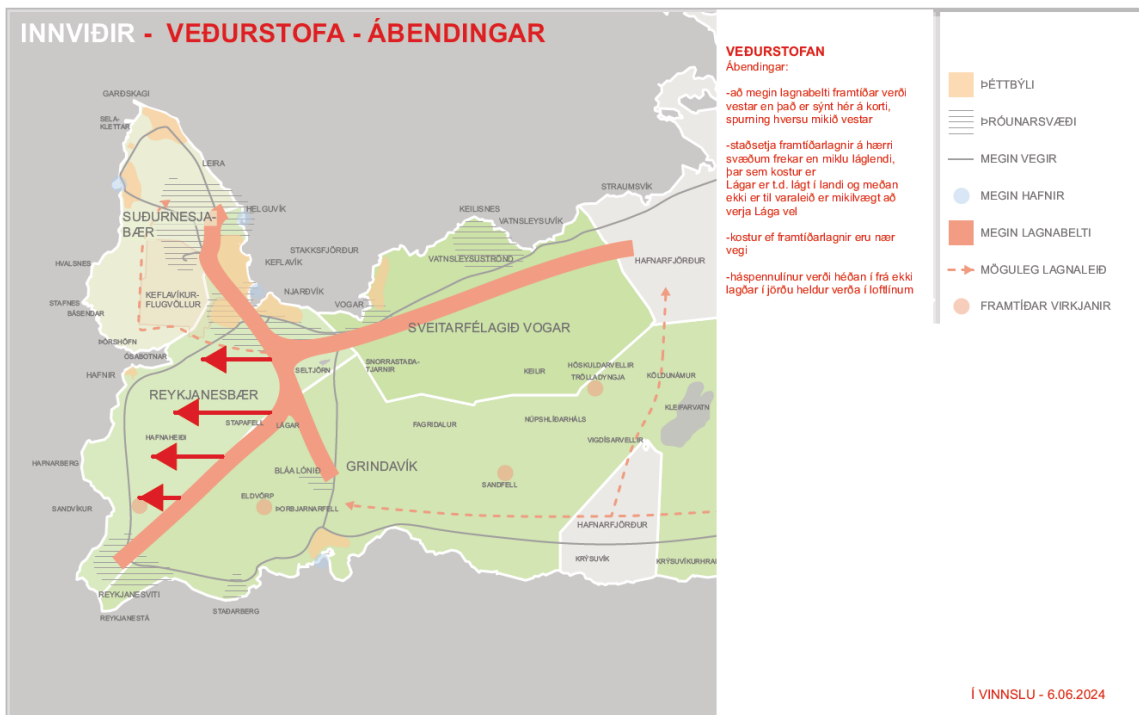 INNVIÐIR - VEÐURSTOFA - ÁBENDINGAR
VEÐURSTOFAN
Ábendingar:
-að megin lagnabelti framtíðar verði
vestar en það er sýnt hér á korti,
spurning hversu mikið vestar
-staðsetja framtíðarlagnir á hærri
svæðum frekar en miklu láglendi,
þar sem kostur er
Lágar er t.d. lágt í landi og meðan
ekki er til varaleið er mikilvægt að
verja Lága vel
-kostur ef framtíðarlagnir eru nær
vegi
-háspennulínur verði héðan í frá ekki
lagðar í jörðu heldur verða í loftlínum
ÞÉTTBÝLI
ÞRÓUNARSVÆÐI
MEGIN VEGIR
MEGIN HAFNIR
MEGIN LAGNABELTI
MÖGULEG LAGNALEIÐ
FRAMTÍÐAR VIRKJANIR
GARÐSKAGI
SELA-
KLETTAR
LEIRA
HELGUVÍK
SUÐURNESJA-
BÆR
STRAUMSVÍK
KEILISNES
VATNSLEYSUVÍK
STAKKSFJÖRÐUR
KEFLAVÍK
VATNSLEYSUSTRÖND
HAFNARFJÖRÐUR
HVALSNES
KEFLAVÍKUR-
FLUGVÖLLUR
NJARÐVÍK
VOGAR
STAFNES
BÁSENDAR
ÞÓRSHÖFN
ÓSABOTNAR
SVEITARFÉLAGIÐ VOGAR
HAFNIR
SELTJÖRN
SNORRASTAÐA-
TJARNIR
KEILIR
HÖSKULDARVELLIR
TRÖLLADYNGJA
KÖLDUNÁMUR
KLEIFARVATN
REYKJANESBÆR
STAPAFELL
LÁGAR
FAGRIDALUR
NÚPSHLÍÐARHÁLS
VIGDÍSARVELLIR
HAFNAHEIÐI
HAFNARBERG
BLÁA LÓNIÐ
GRINDAVÍK
SANDFELL
SANDVÍKUR
ELDVÖRP
ÞORBJARNARFELL
HAFNARFJÖRÐUR
KRÝSUVÍK
KRÝSUVÍKURHRAU
REYKJANESVITI
STAÐARBERG
REYKJANESTÁ
Í VINNSLU - 6.06.2024